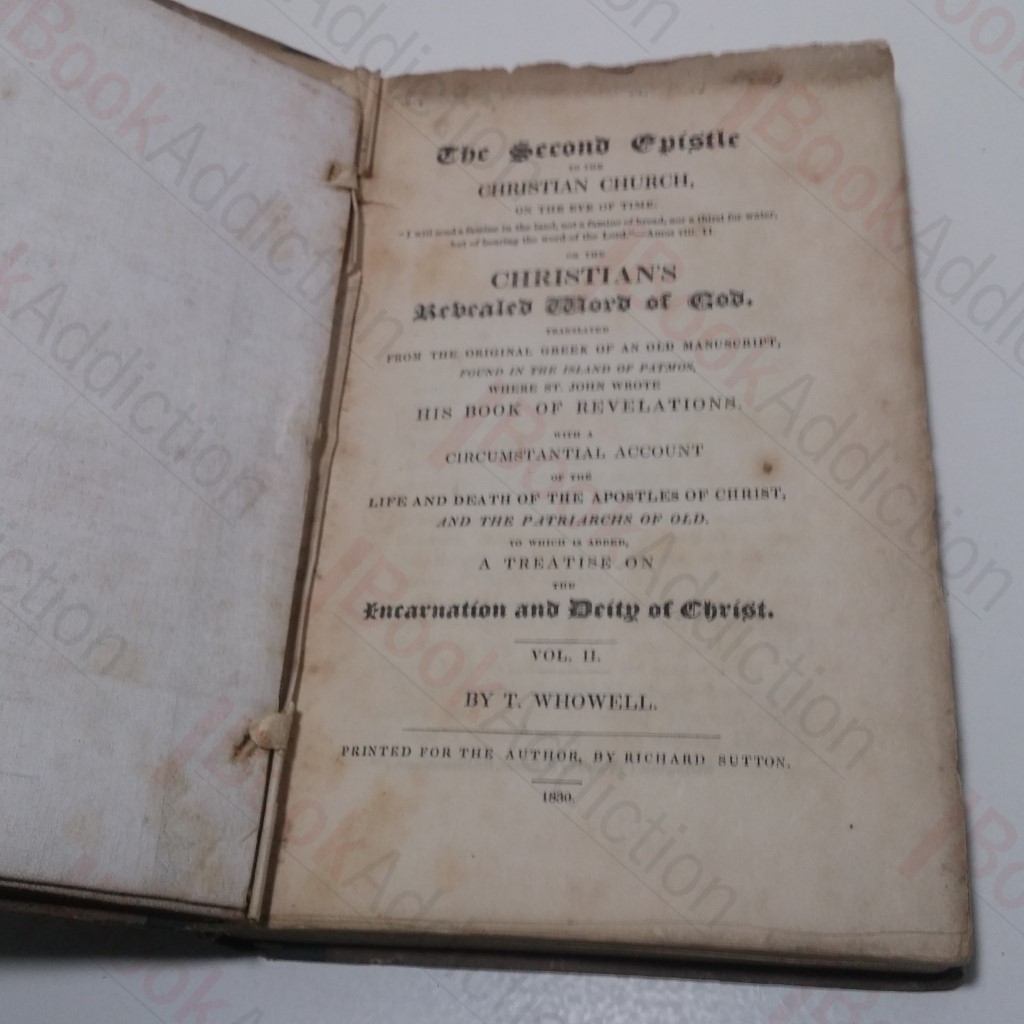 The Second Epistle
TO THE
CHRISTIAN CHURCH,
ON THE EVE OF TIME.
"I will send a famine in the land, not a famine of bread, nor a thirst for water;
but of hearing the word of the Lord."—Amos viii. 11.
OR THE
CHRISTIAN'S
Revealed Word of God.
TRANSLATED
FROM THE ORIGINAL GREEK OF AN OLD MANUSCRIPT,
FOUND IN THE ISLAND OF PATMOS,
WHERE ST. JOHN WROTE
HIS BOOK OF REVELATIONS.
WITH A
CIRCUMSTANTIAL ACCOUNT
OF THE
LIFE AND DEATH OF THE APOSTLES OF CHRIST,
AND THE PATRIARCHS OF OLD.
TO WHICH IS ADDED,
A TREATISE ON
THE
Incarnation and Deity of Christ.
VOL. II.
BY T. WHOWELL.
PRINTED FOR THE AUTHOR, BY RICHARD SUTTON.
1830.